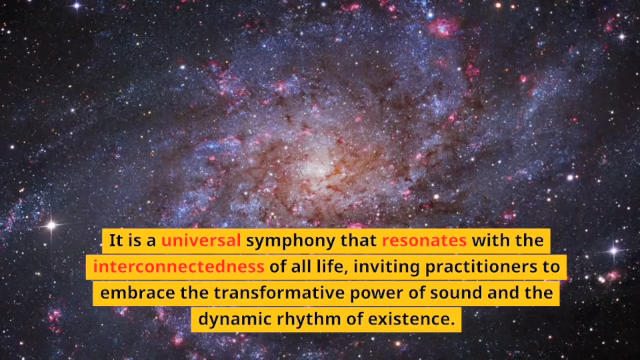 It is a universal symphony that resonates with the
interconnectedness of all life, inviting practitioners to
embrace the transformative power of sound and the
dynamic rhythm of existence.